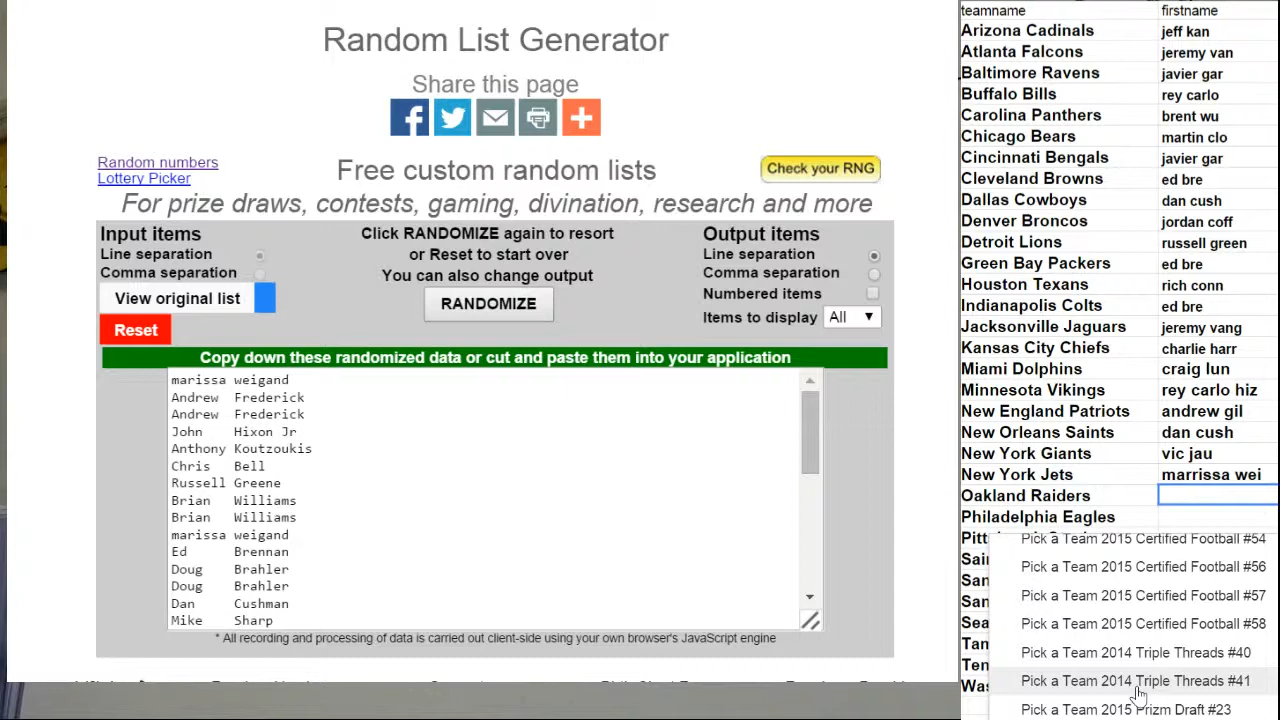 Random List Generator
Share this page
Random numbers
Lottery Picker
Free custom random lists
Check your RNG
For prize draws, contests, gaming, divination, research and more
Input items
Line separation
Comma separation
View original list
Reset
Click RANDOMIZE again to resort
or Reset to start over
You can also change output
RANDOMIZE
Output items
Line separation
Comma separation
Numbered items
Items to display All
Copy down these randomized data or cut and paste them into your application
marissa weigand
Andrew Frederick
Andrew Frederick
John Hixon Jr
Anthony Koutzoukis
Chris Bell
Russell Greene
Brian Williams
Brian Williams
marissa weigand
Ed Brennan
Doug Brahler
Doug Brahler
Dan Cushman
Mike Sharp
* All recording and processing of data is carried out client-side using your own browser's JavaScript engine
teamname firstname
Arizona Cadinals jeff kan
Atlanta Falcons jeremy van
Baltimore Ravens javier gar
Buffalo Bills rey carlo
Carolina Panthers brent wu
Chicago Bears martin clo
Cincinnati Bengals javier gar
Cleveland Browns ed bre
Dallas Cowboys dan cush
Denver Broncos jordan coff
Detroit Lions russell green
Green Bay Packers ed bre
Houston Texans rich conn
Indianapolis Colts ed bre
Jacksonville Jaguars jeremy vang
Kansas City Chiefs charlie harr
Miami Dolphins craig lun
Minnesota Vikings rey carlo hiz
New England Patriots andrew gil
New Orleans Saints dan cush
New York Giants vic jau
New York Jets marrissa wei
Oakland Raiders
Philadelphia Eagles
Pick a Team 2015 Certified Football #54
Pick a Team 2015 Certified Football #56
Pick a Team 2015 Certified Football #57
Pick a Team 2015 Certified Football #58
Pick a Team 2014 Triple Threads #40
Pick a Team 2014 Triple Threads #41
Pick a Team 2015 Prizm Draft #23